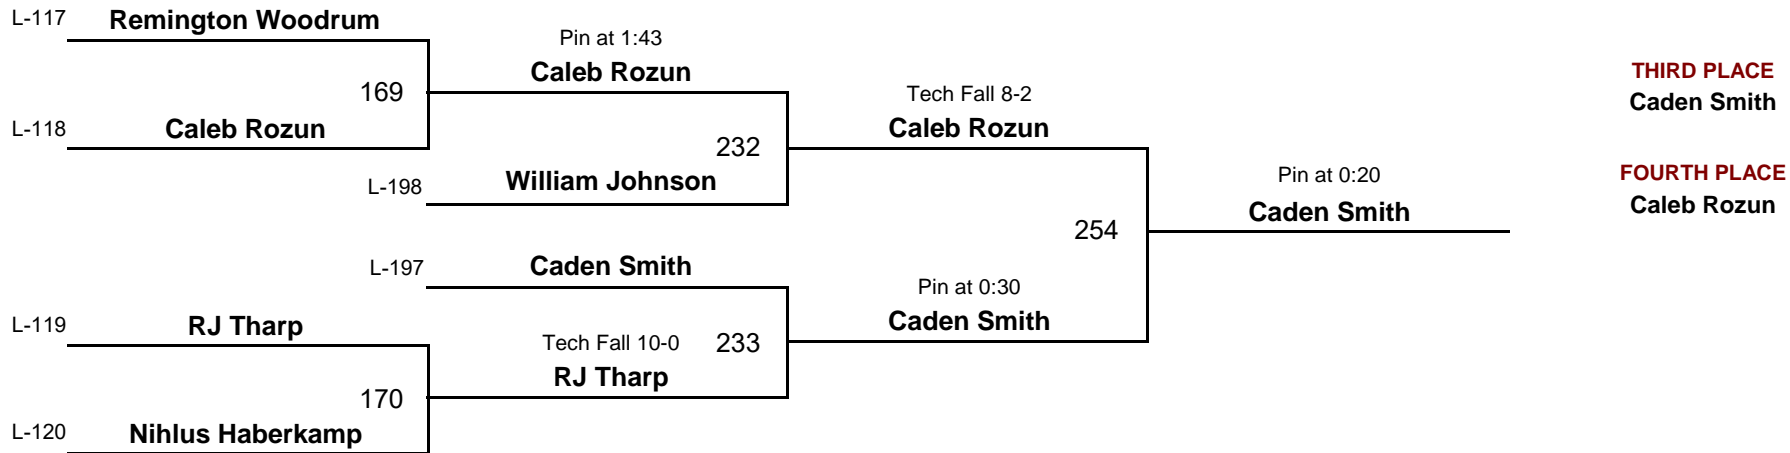 L-117
Remington Woodrum
Pin at 1:43
Caleb Rozun
169
L-118
Caleb Rozun
Tech Fall 8-2
Caleb Rozun
232
L-198
William Johnson
Pin at 0:20
Caden Smith
254
L-197
Caden Smith
Pin at 0:30
Caden Smith
L-119
RJ Tharp
Tech Fall 10-0
233
RJ Tharp
170
L-120
Nihlus Haberkamp
THIRD PLACE
Caden Smith
FOURTH PLACE
Caleb Rozun